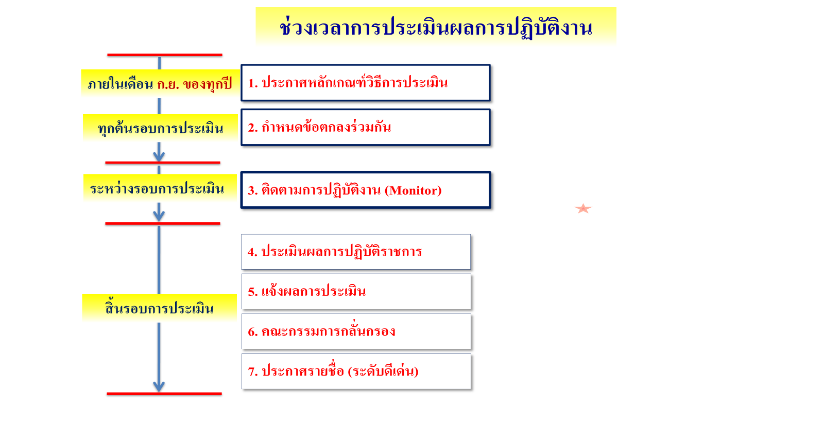 ช่วงเวลาการประเมินผลการปฏิบัติงาน
ภายในเดือน ก.ย. ของทุกปี
1. ประกาศหลักเกณฑ์วิธีการประเมิน
ทุกต้นรอบการประเมิน
2. กำหนดข้อตกลงร่วมกัน
ระหว่างรอบการประเมิน
3. ติดตามการปฏิบัติงาน (Monitor)
สิ้นรอบการประเมิน
4. ประเมินผลการปฏิบัติราชการ
5. แจ้งผลการประเมิน
6. คณะกรรมการกลั่นกรอง
7. ประกาศรายชื่อ (ระดับดีเด่น)